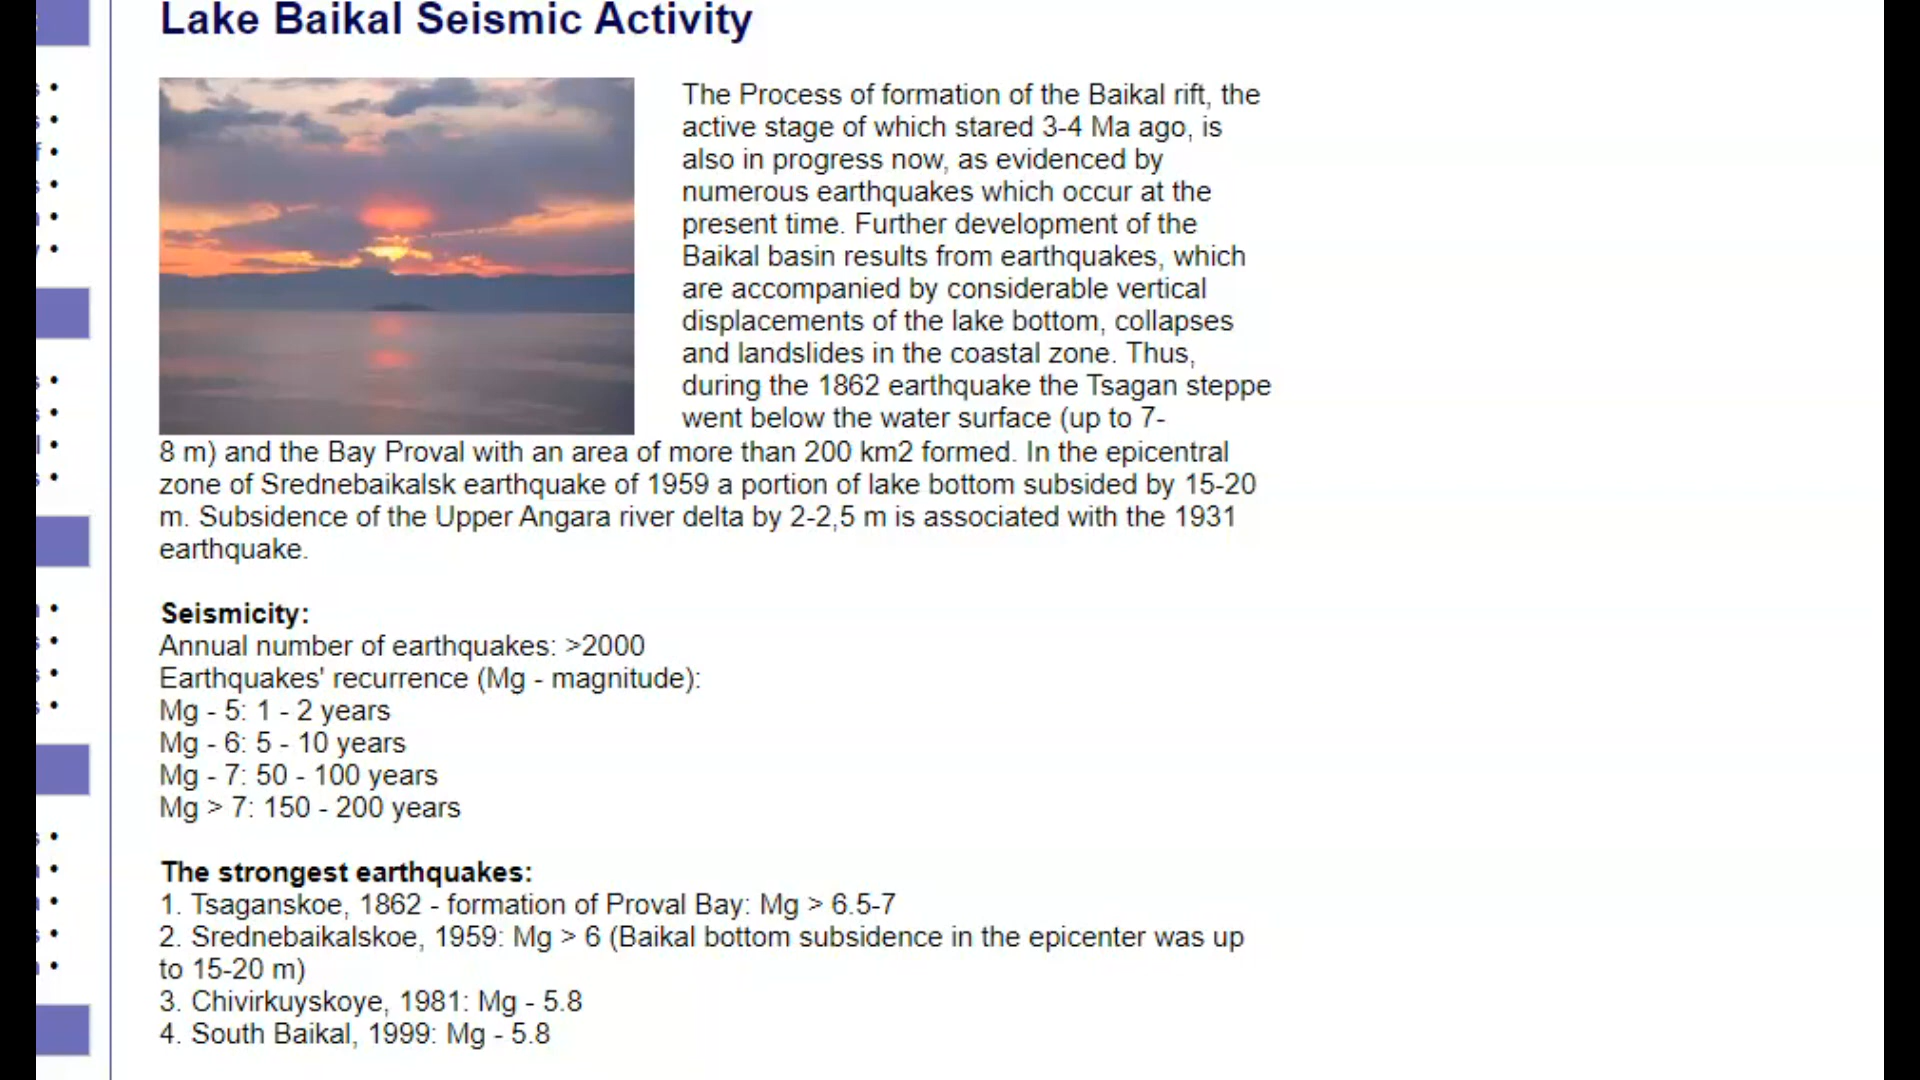 Lake Baikal Seismic Activity
The Process of formation of the Baikal rift, the
active stage of which stared 3-4 Ma ago, is
also in progress now, as evidenced by
numerous earthquakes which occur at the
present time. Further development of the
Baikal basin results from earthquakes, which
are accompanied by considerable vertical
displacements of the lake bottom, collapses
and landslides in the coastal zone. Thus,
during the 1862 earthquake the Tsagan steppe
went below the water surface (up to 7-
8 m) and the Bay Proval with an area of more than 200 km2 formed. In the epicentral
zone of Srednebaikalsk earthquake of 1959 a portion of lake bottom subsided by 15-20
m. Subsidence of the Upper Angara river delta by 2-2,5 m is associated with the 1931
earthquake.
Seismicity:
Annual number of earthquakes: >2000
Earthquakes' recurrence (Mg - magnitude):
Mg - 5: 1 - 2 years
Mg - 6: 5 - 10 years
Mg - 7: 50 - 100 years
Mg > 7: 150 - 200 years
The strongest earthquakes:
1. Tsaganskoe, 1862 - formation of Proval Bay: Mg > 6.5-7
2. Srednebaikalskoe, 1959: Mg > 6 (Baikal bottom subsidence in the epicenter was up
to 15-20 m)
3. Chivirkuyskoye, 1981: Mg - 5.8
4. South Baikal, 1999: Mg - 5.8